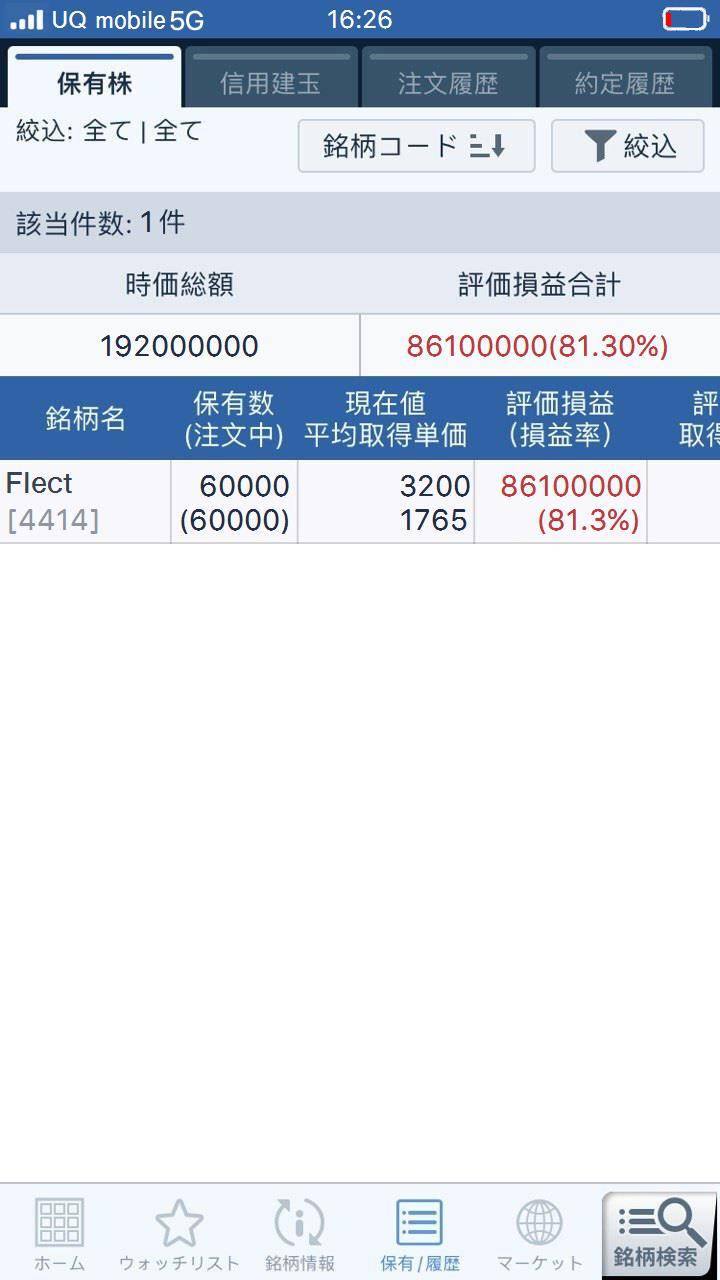 UQ mobile 5G 16:26
保有株 信用建玉 注文履歴 約定履歴
絞込: 全て | 全て 銘柄コード 絞込
該当件数: 1件
時価総額 評価損益合計
192000000 86100000(81.30%)
銘柄名 保有数 現在値 評価損益 評
(注文中) 平均取得単価 (損益率) 取得
Flect 60000 3200 86100000
[4414] (60000) 1765 (81.3%)
ホーム ウォッチリスト 銘柄情報 保有/履歴 マーケット 銘柄検索